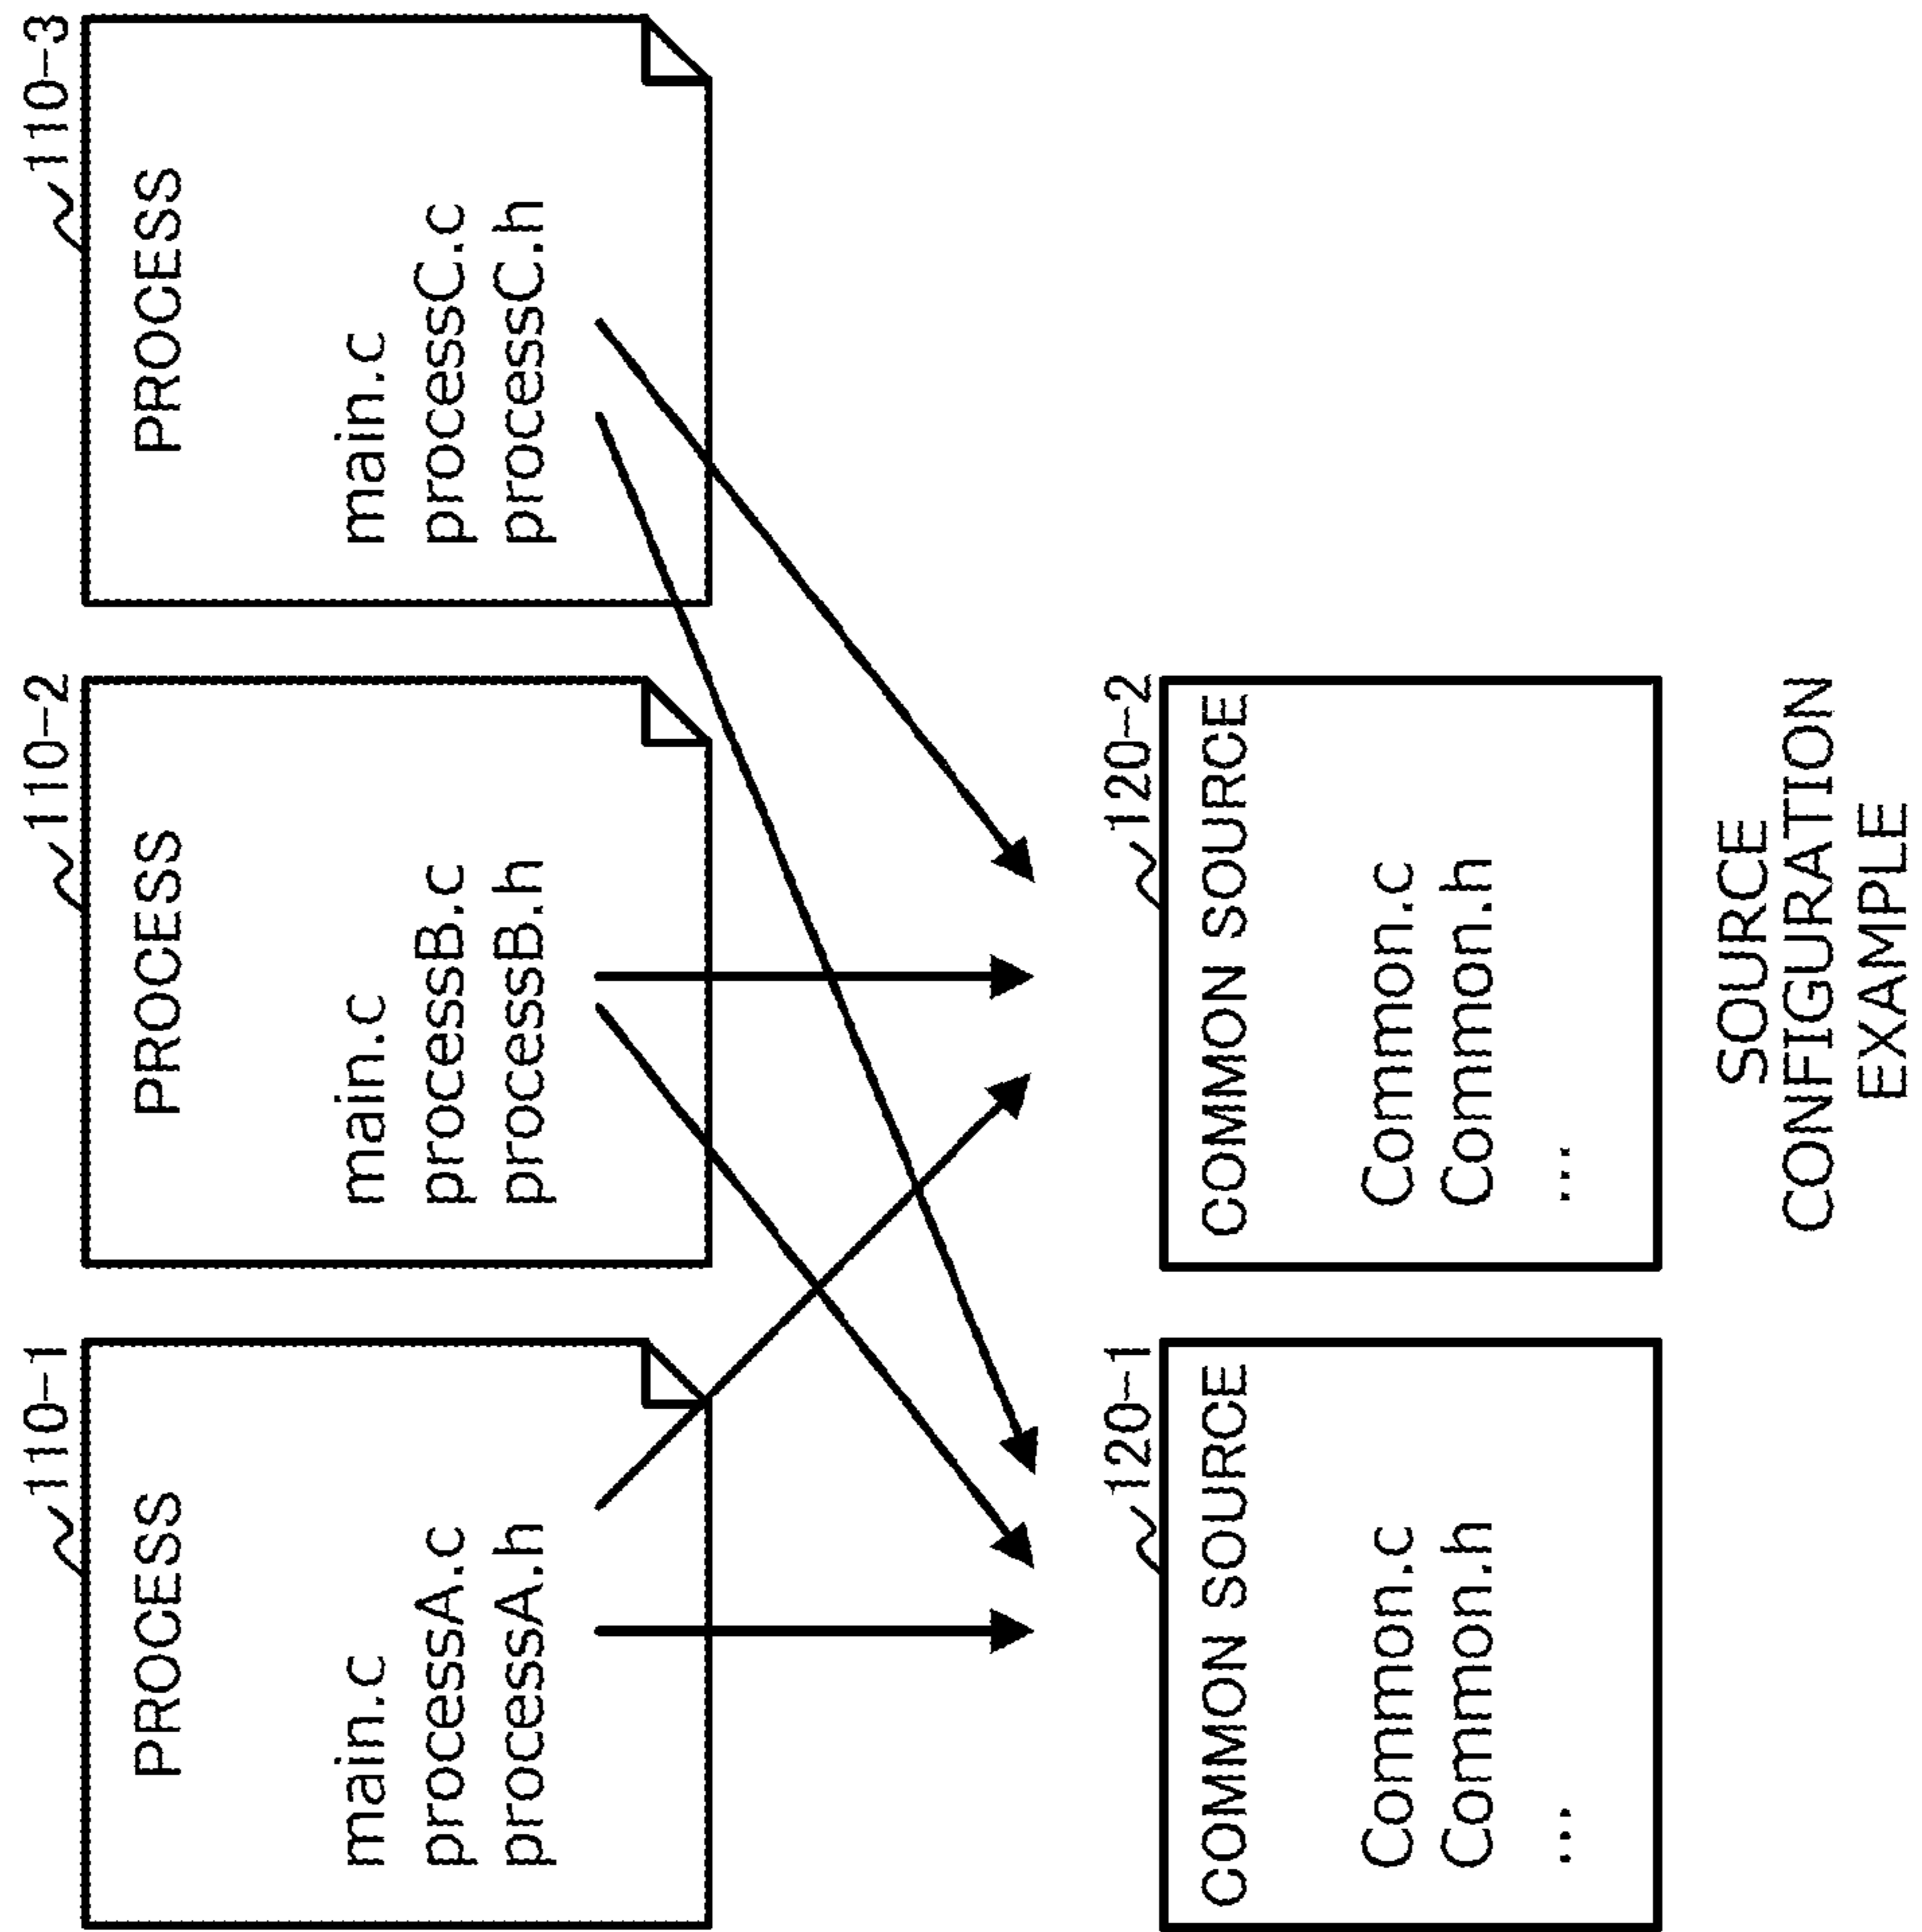 110-1
PROCESS
main.c
processA.c
processA.h
110-2
PROCESS
main.c
processB.c
processB.h
110-3
PROCESS
main.c
processC.c
processC.h
120-1
COMMON SOURCE
Common.c
Common.h
...
120-2
COMMON SOURCE
Common.c
Common.h
...
SOURCE
CONFIGURATION
EXAMPLE